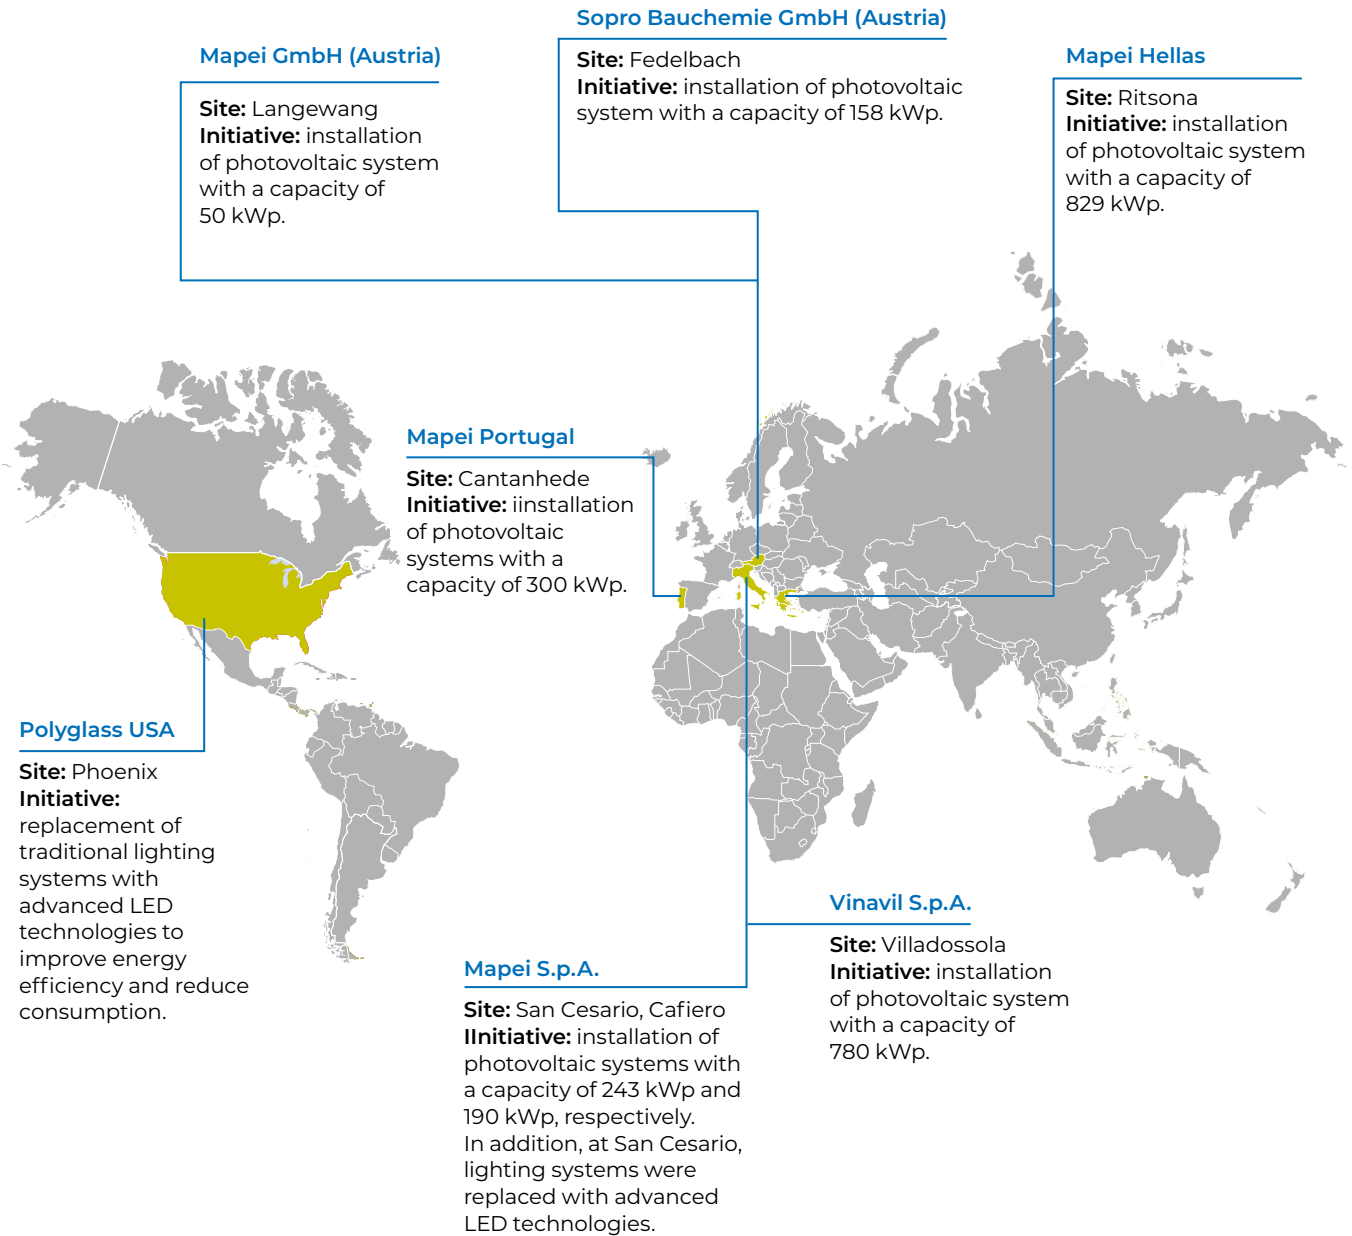 Sopro Bauchemie GmbH (Austria)
Site: Fedelbach
Initiative: installation of photovoltaic
system with a capacity of 158 kWp.
Mapei GmbH (Austria)
Site: Langewang
Initiative: installation
of photovoltaic system
with a capacity of
50 kWp.
Mapei Hellas
Site: Ritsona
Initiative: installation
of photovoltaic system
with a capacity of
829 kWp.
Mapei Portugal
Site: Cantanhede
Initiative: iinstallation
of photovoltaic
systems with a
capacity of 300 kWp.
Polyglass USA
Site: Phoenix
Initiative:
replacement of
traditional lighting
systems with
advanced LED
technologies to
improve energy
efficiency and reduce
consumption.
Mapei S.p.A.
Site: San Cesario, Cafiero
IInitiative: installation of
photovoltaic systems with
a capacity of 243 kWp and
190 kWp, respectively.
In addition, at San Cesario,
lighting systems were
replaced with advanced
LED technologies.
Vinavil S.p.A.
Site: Villadossola
Initiative: installation
of photovoltaic system
with a capacity of
780 kWp.